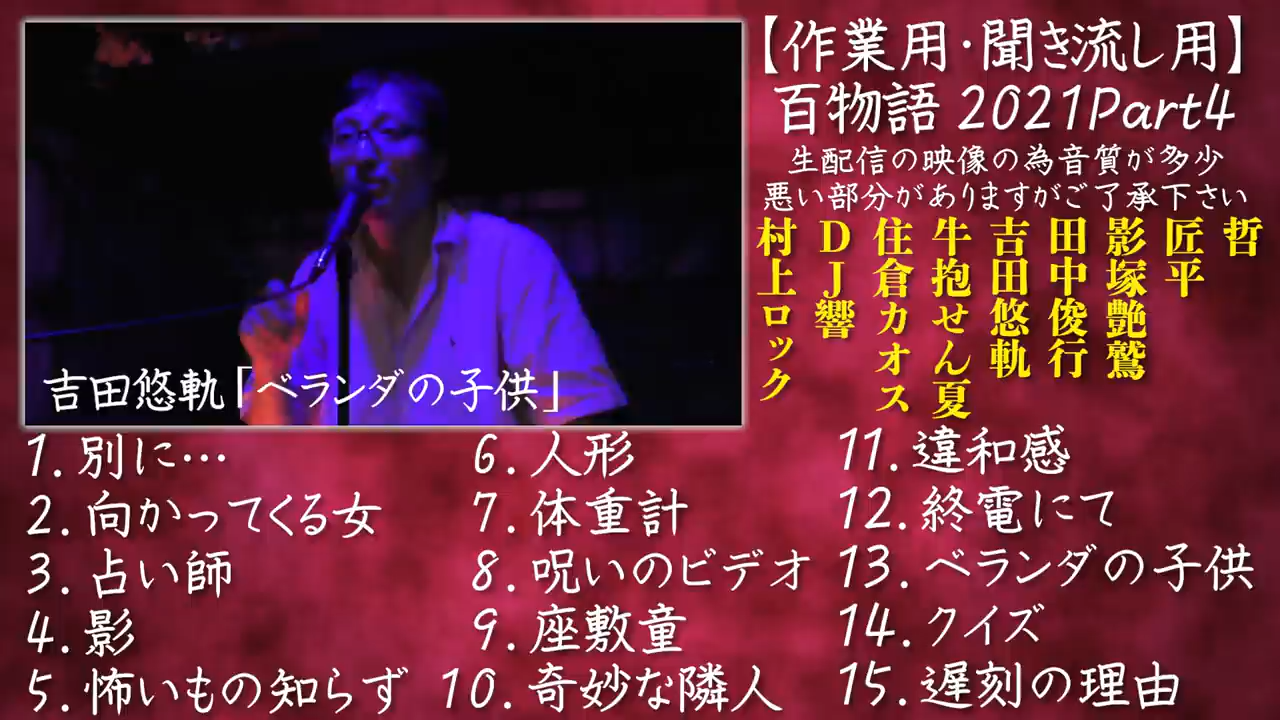 【作業用・聞き流し用】
百物語 2021Part4
生配信の映像の為音質が多少
悪い部分がありますがご了承下さい
哲
匠平
影塚艶鷲
田中俊行
吉田悠軌
牛抱せん夏
住倉カオス
DJ響
村上ロック
吉田悠軌「ベランダの子供」
1.別に…
2.向かってくる女
3.占い師
4.影
5.怖いもの知らず
6.人形
7.体重計
8.呪いのビデオ
9.座敷童
10.奇妙な隣人
11.違和感
12.終電にて
13.ベランダの子供
14.クイズ
15.遅刻の理由